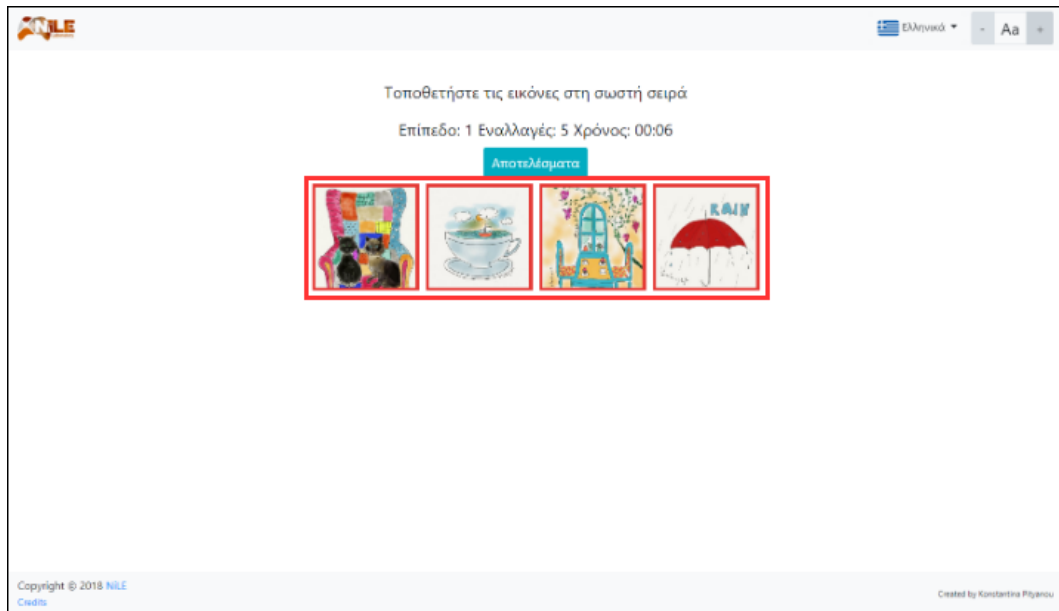 NiLE
Ελληνικά
- Aa +
Τοποθετήστε τις εικόνες στη σωστή σειρά
Επίπεδο: 1 Εναλλαγές: 5 Χρόνος: 00:06
Αποτελέσματα
RAIN
Copyright © 2018 NiLE
Credits
Created by Konstantina Pityanou